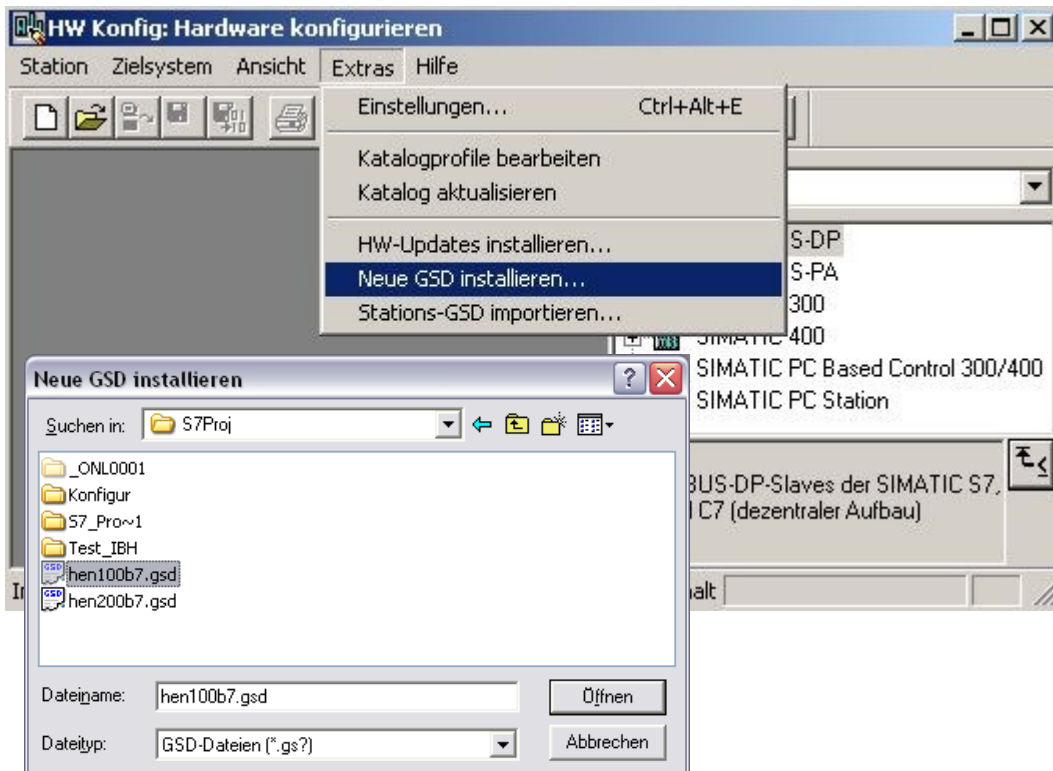 HW Konfig: Hardware konfigurieren
Station Zielsystem Ansicht Extras Hilfe
Einstellungen... Ctrl+Alt+E
Katalogprofile bearbeiten
Katalog aktualisieren
HW-Updates installieren...
Neue GSD installieren...
Stations-GSD importieren...
S-DP
S-PA
300
SIMATIC 400
SIMATIC PC Based Control 300/400
SIMATIC PC Station
BUS-DP-Slaves der SIMATIC S7,
C7 (dezentraler Aufbau)
Neue GSD installieren
Suchen in: S7Proj
_ONL0001
Konfigur
S7_Pro~1
Test_IBH
hen100b7.gsd
hen200b7.gsd
Dateiname: hen100b7.gsd Öffnen
Dateityp: GSD-Dateien (*.gs?) Abbrechen